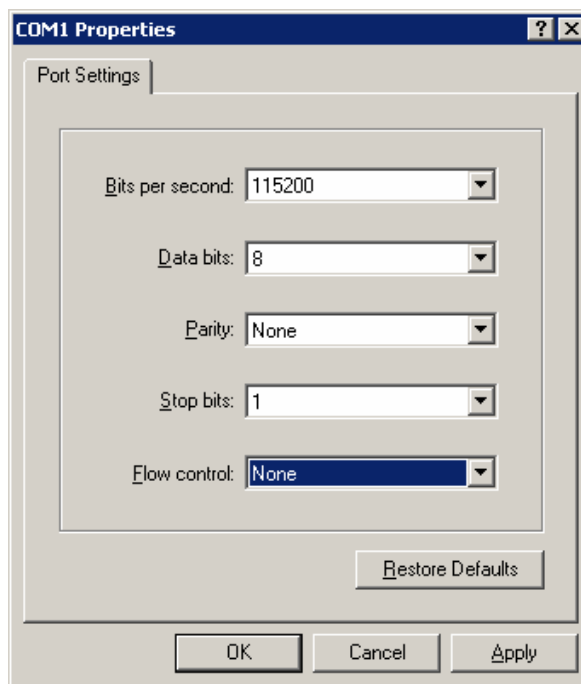 COM1 Properties
Port Settings
Bits per second: 115200
Data bits: 8
Parity: None
Stop bits: 1
Flow control: None
Restore Defaults
OK Cancel Apply